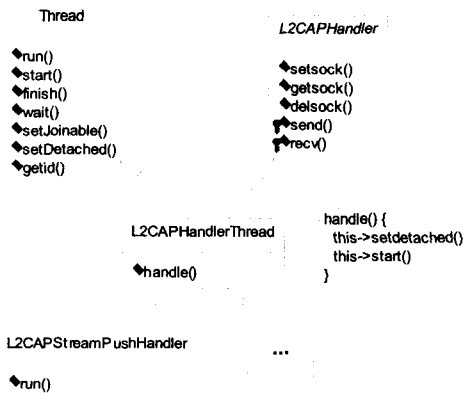 Thread
run()
start()
finish()
wait()
setJoinable()
setDetached()
getid()
L2CAPHandler
setsock()
getsock()
delsock()
send()
recv()
L2CAPHandlerThread
handle()
handle() {
this->setdetached()
this->start()
}
L2CAPStreamPushHandler
run()
...